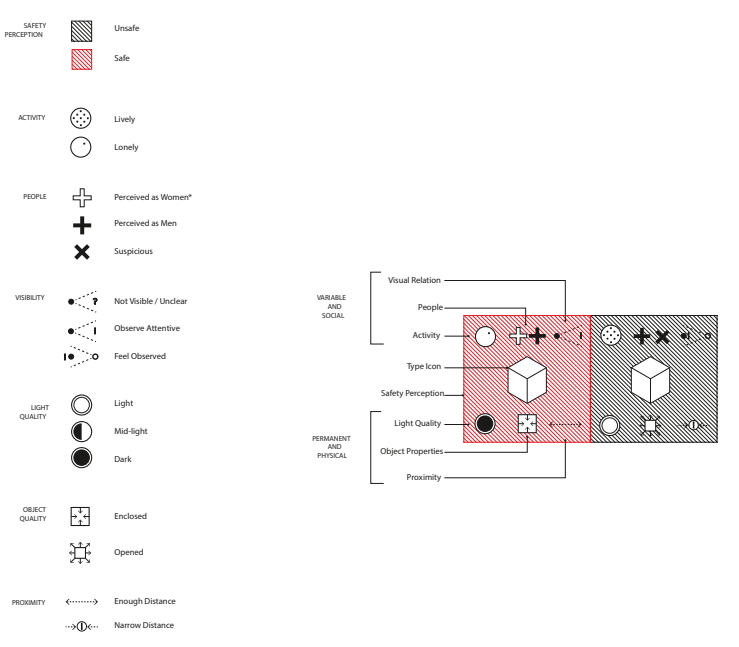 SAFETY
PERCEPTION
Unsafe
Safe
ACTIVITY
Lively
Lonely
PEOPLE
Perceived as Women*
Perceived as Men
Suspicious
VISIBILITY
Not Visible / Unclear
?
Observe Attentive
Feel Observed
LIGHT
QUALITY
Light
Mid-light
Dark
OBJECT
QUALITY
Enclosed
Opened
PROXIMITY
Enough Distance
Narrow Distance
VARIABLE
AND
SOCIAL
Visual Relation
People
Activity
Type Icon
Safety Perception
PERMANENT
AND
PHYSICAL
Light Quality
Object Properties
Proximity